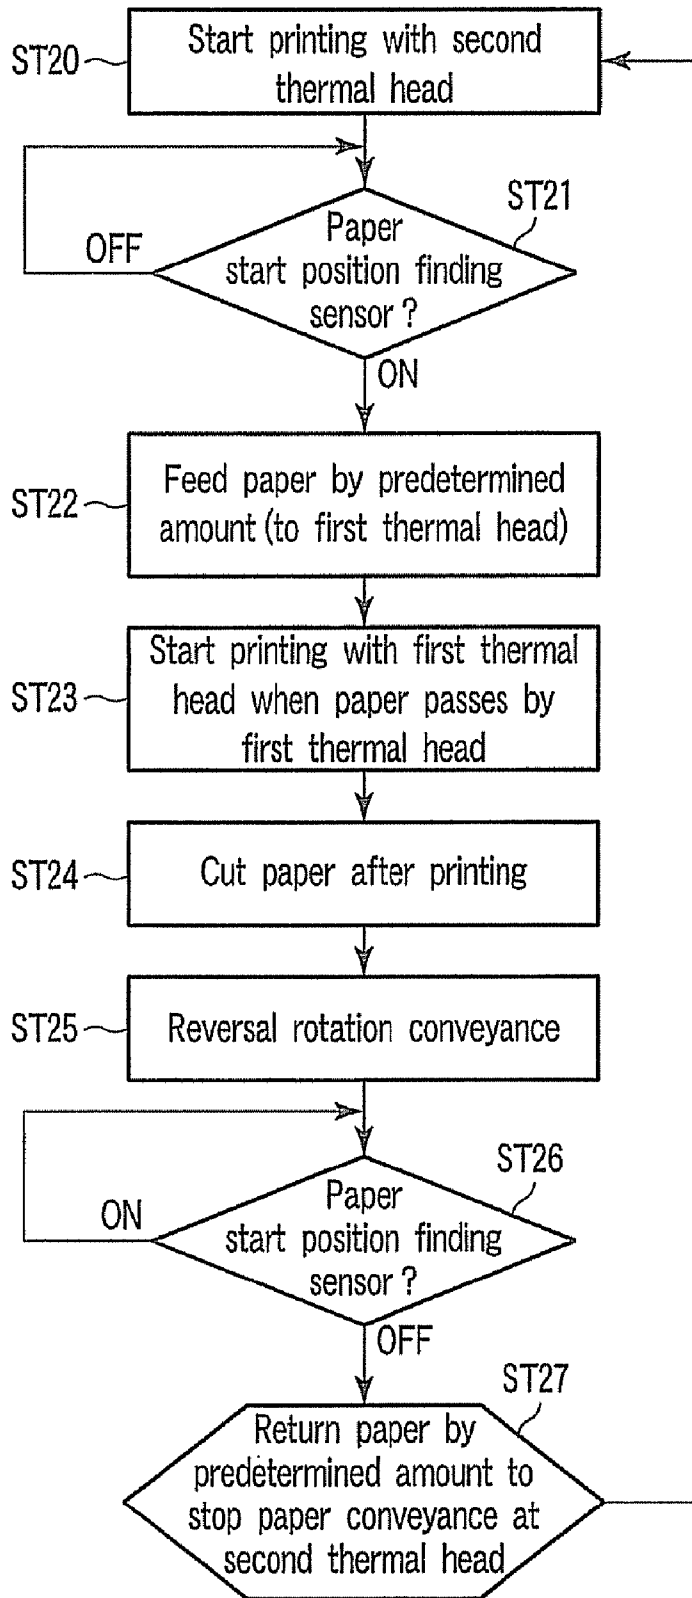 ST20
Start printing with second
thermal head
ST21
Paper
start position finding
sensor?
OFF
ON
ST22
Feed paper by predetermined
amount (to first thermal head)
ST23
Start printing with first thermal
head when paper passes by
first thermal head
ST24
Cut paper after printing
ST25
Reversal rotation conveyance
ST26
Paper
start position finding
sensor?
ON
OFF
ST27
Return paper by
predetermined amount to
stop paper conveyance at
second thermal head